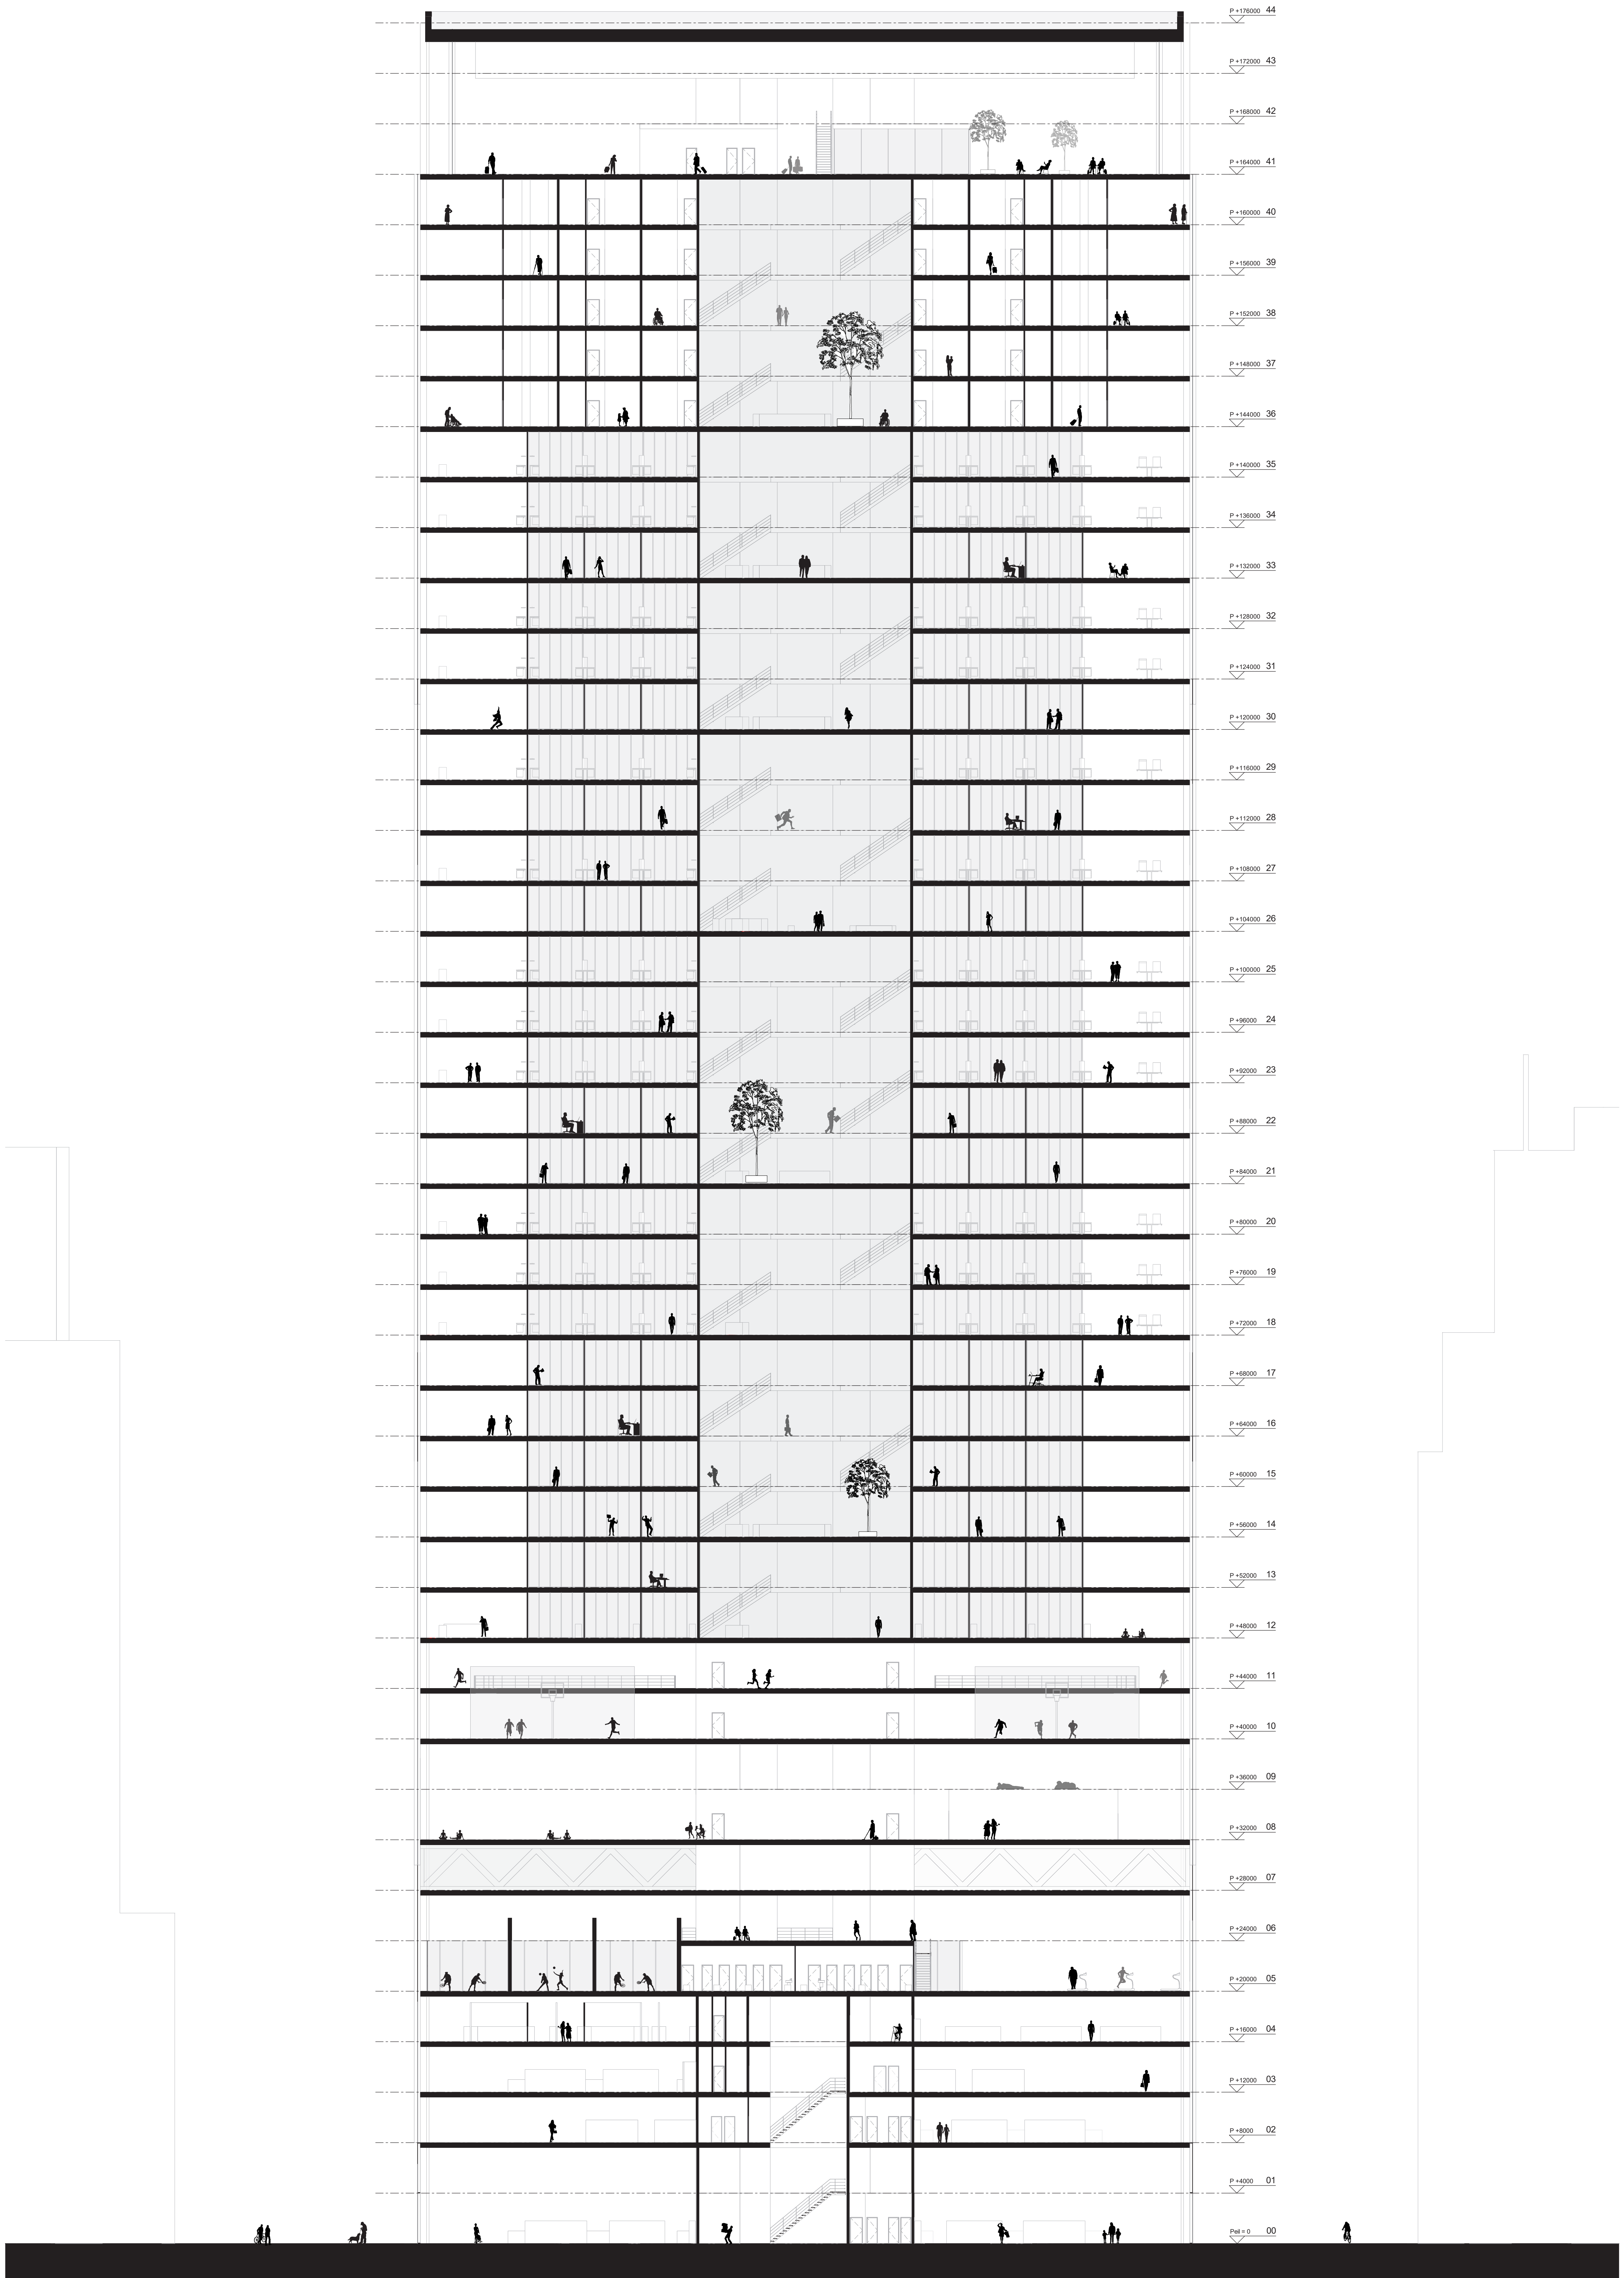 P +176000 44
P +172000 43
P +168000 42
P +164000 41
P +160000 40
P +156000 39
P +152000 38
P +148000 37
P +144000 36
P +140000 35
P +136000 34
P +132000 33
P +128000 32
P +124000 31
P +120000 30
P +116000 29
P +112000 28
P +108000 27
P +104000 26
P +100000 25
P +96000 24
P +92000 23
P +88000 22
P +84000 21
P +80000 20
P +76000 19
P +72000 18
P +68000 17
P +64000 16
P +60000 15
P +56000 14
P +52000 13
P +48000 12
P +44000 11
P +40000 10
P +36000 09
P +32000 08
P +28000 07
P +24000 06
P +20000 05
P +16000 04
P +12000 03
P +8000 02
P +4000 01
Peil = 0 00